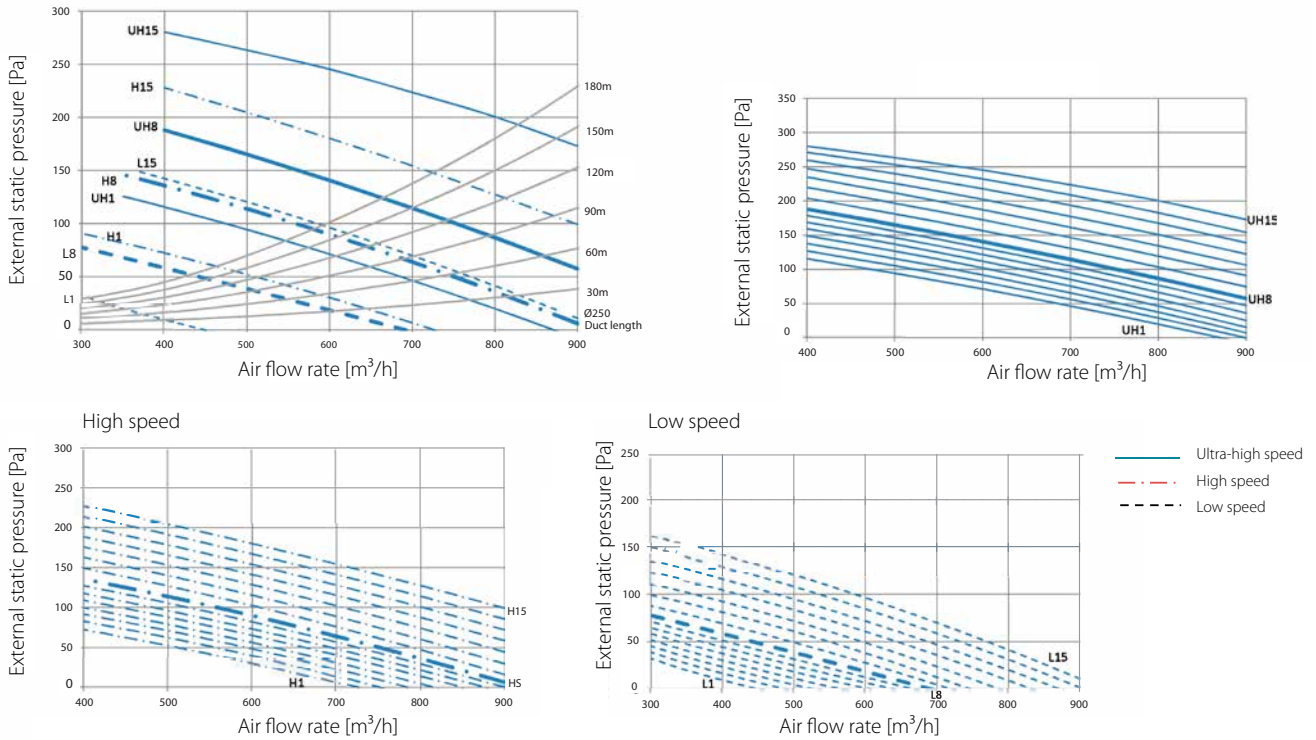 300
250
200
150
100
50
0
External static pressure [Pa]
UH15
H15
UH8
L15
H8
UH1
H1
L8
L1
180m
150m
120m
90m
60m
30m
Ø250
Duct length
300 400 500 600 700 800 900
Air flow rate [m³/h]
350
300
250
200
150
100
50
0
External static pressure [Pa]
UH15
UH8
UH1
400 500 600 700 800 900
Air flow rate [m³/h]
High speed
300
250
200
150
100
50
0
External static pressure [Pa]
H15
HS
H1
400 500 600 700 800 900
Air flow rate [m³/h]
Low speed
250
200
150
100
50
0
External static pressure [Pa]
L15
L1
L8
300 400 500 600 700 800 900
Air flow rate [m³/h]
Ultra-high speed
High speed
Low speed